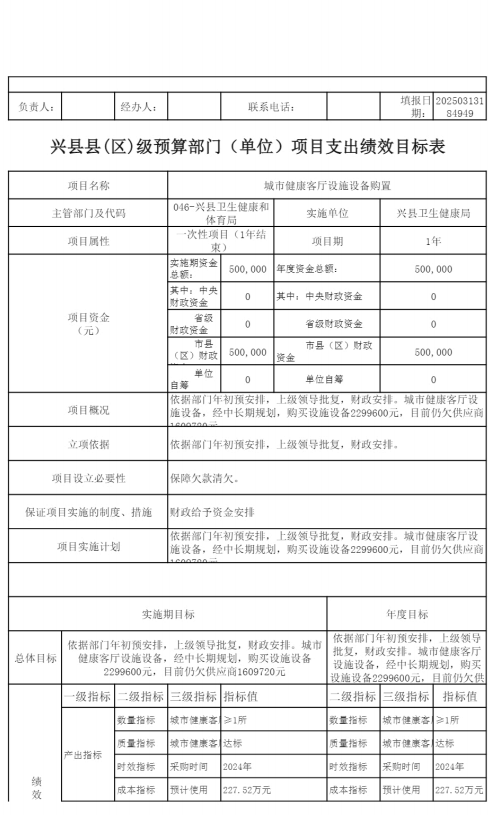 负责人：
经办人：
联系电话：
填报日期：
20250313184949
兴县县(区)级预算部门（单位）项目支出绩效目标表
项目名称
城市健康客厅设施设备购置
主管部门及代码
046-兴县卫生健康和体育局
实施单位
兴县卫生健康局
项目属性
一次性项目（1年结束）
项目期
1年
项目资金（元）
实施期资金总额：
500,000
年度资金总额：
500,000
其中：中央财政资金
0
其中：中央财政资金
0
省级财政资金
0
省级财政资金
0
市县（区）财政
500,000
市县（区）财政资金
500,000
单位自筹
0
单位自筹
0
项目概况
依据部门年初预安排，上级领导批复，财政安排。城市健康客厅设
施设备，经中长期规划，购买设施设备2299600元，目前仍欠供应商
1609720元
立项依据
依据部门年初预安排，上级领导批复，财政安排。
项目设立必要性
保障欠款清欠。
保证项目实施的制度、措施
财政给予资金安排
项目实施计划
依据部门年初预安排，上级领导批复，财政安排。城市健康客厅设
施设备，经中长期规划，购买设施设备2299600元，目前仍欠供应商
1609720元
实施期目标
年度目标
总体目标
依据部门年初预安排，上级领导批复，财政安排。城市
健康客厅设施设备，经中长期规划，购买设施设备
2299600元，目前仍欠供应商1609720元
依据部门年初预安排，上级领导
批复，财政安排。城市健康客厅
设施设备，经中长期规划，购买
设施设备2299600元，目前仍欠供
绩效
一级指标 二级指标 三级指标 指标值 二级指标 三级指标 指标值
产出指标
数量指标 城市健康客 ≥1所 数量指标 城市健康客 ≥1所
质量指标 城市健康客 达标 质量指标 城市健康客 达标
时效指标 采购时间 2024年 时效指标 采购时间 2024年
成本指标 预计使用 227.52万元 成本指标 预计使用 227.52万元